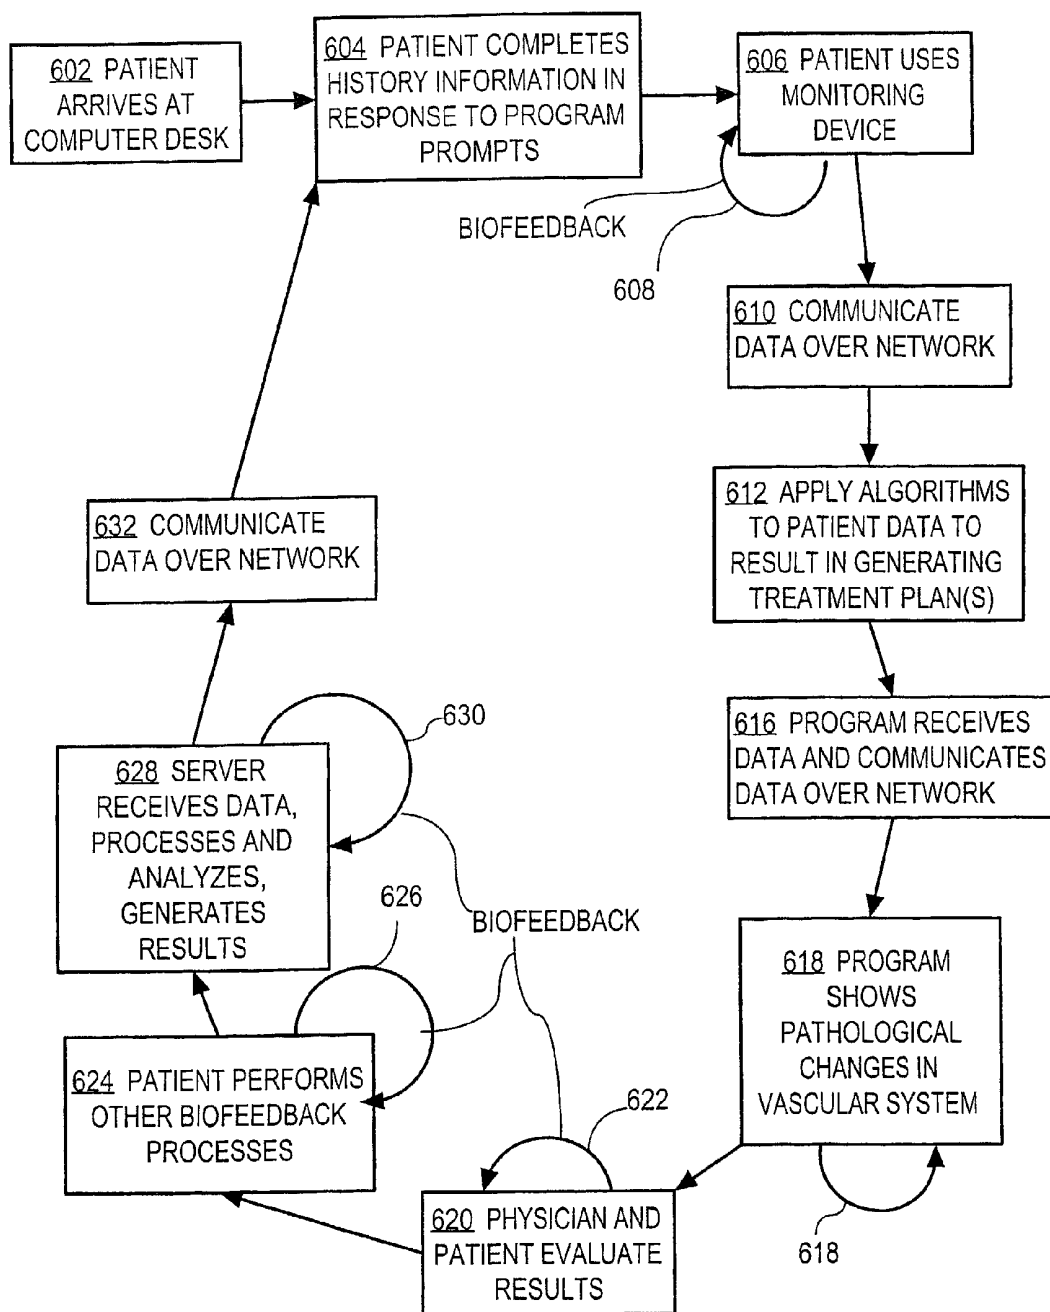 602 PATIENT
ARRIVES AT
COMPUTER DESK
604 PATIENT COMPLETES
HISTORY INFORMATION IN
RESPONSE TO PROGRAM
PROMPTS
606 PATIENT USES
MONITORING
DEVICE
BIOFEEDBACK
608
610 COMMUNICATE
DATA OVER NETWORK
612 APPLY ALGORITHMS
TO PATIENT DATA TO
RESULT IN GENERATING
TREATMENT PLAN(S)
616 PROGRAM RECEIVES
DATA AND COMMUNICATES
DATA OVER NETWORK
618 PROGRAM
SHOWS
PATHOLOGICAL
CHANGES IN
VASCULAR SYSTEM
618
620 PHYSICIAN AND
PATIENT EVALUATE
RESULTS
622
BIOFEEDBACK
624 PATIENT PERFORMS
OTHER BIOFEEDBACK
PROCESSES
626
628 SERVER
RECEIVES DATA,
PROCESSES AND
ANALYZES,
GENERATES
RESULTS
630
632 COMMUNICATE
DATA OVER NETWORK